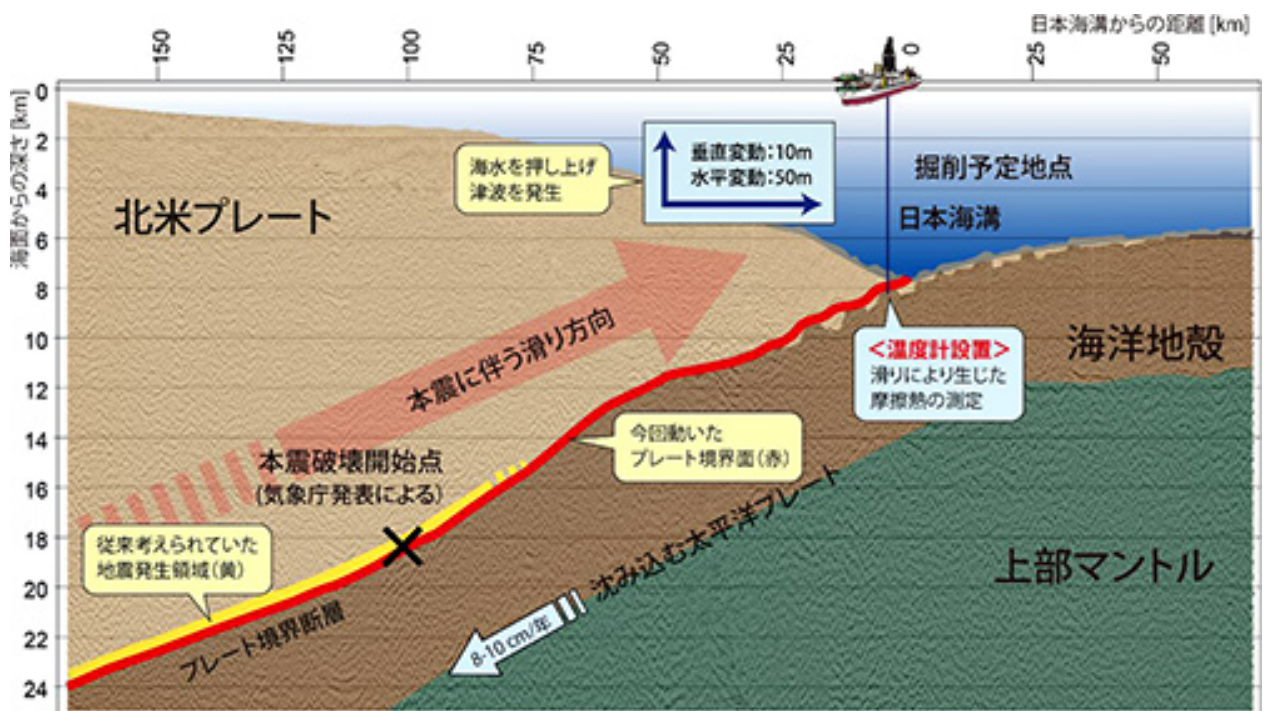 日本海溝からの距離 [km]
150
125
100
75
50
25
0
25
50
海面からの深さ [km]
0
2
4
6
8
10
12
14
16
18
20
22
24
海水を押し上げ
津波を発生
垂直変動：10m
水平変動：50m
掘削予定地点
日本海溝
北米プレート
本震に伴う滑り方向
＜温度計設置＞
滑りにより生じた
摩擦熱の測定
海洋地殻
今回動いた
プレート境界面（赤）
本震破壊開始点
（気象庁発表による）
従来考えられていた
地震発生領域（黄）
プレート境界断層
沈み込む太平洋プレート
8-10 cm/年
上部マントル